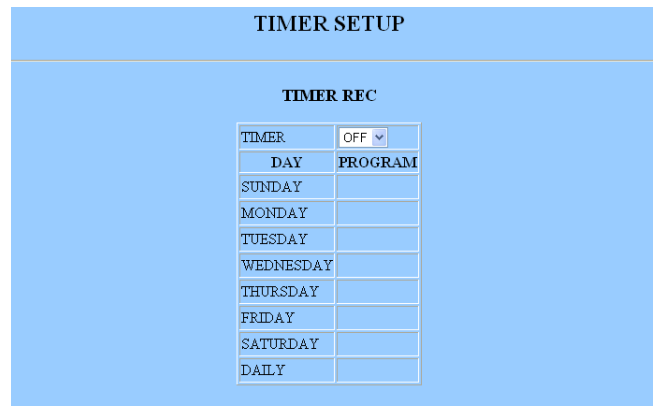 TIMER SETUP
TIMER REC
TIMER OFF
DAY PROGRAM
SUNDAY
MONDAY
TUESDAY
WEDNESDAY
THURSDAY
FRIDAY
SATURDAY
DAILY